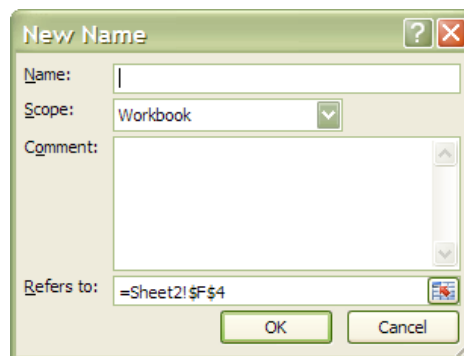 New Name ?
Name:
Scope: Workbook
Comment:
Refers to: =Sheet2!$F$4
OK Cancel